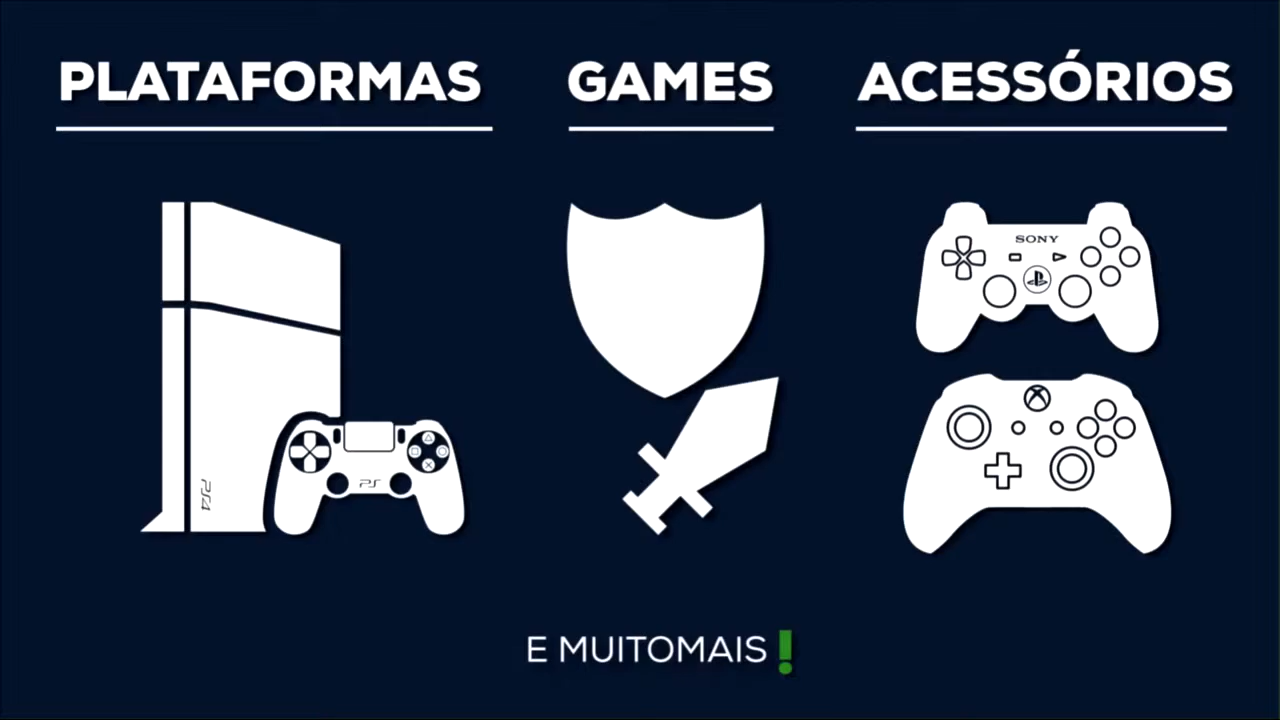 PLATAFORMAS
GAMES
ACESSÓRIOS
SONY
PS4
PS
E MUITOMAIS!